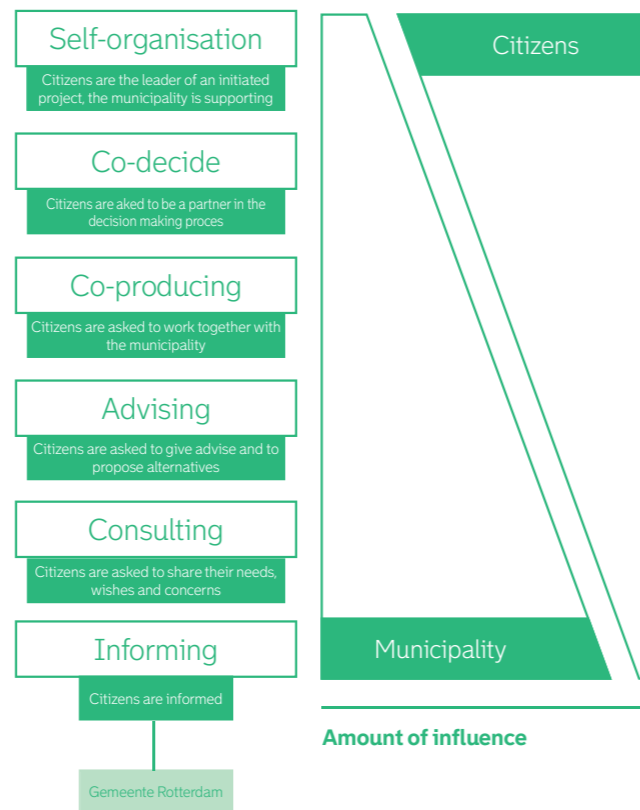 Self-organisation
Citizens are the leader of an initiated
project, the municipality is supporting
Co-decide
Citizens are aked to be a partner in the
decision making proces
Co-producing
Citizens are asked to work together with
the municipality
Advising
Citizens are asked to give advise and to
propose alternatives
Consulting
Citizens are asked to share their needs,
wishes and concerns
Informing
Citizens are informed
Gemeente Rotterdam
Citizens
Municipality
Amount of influence